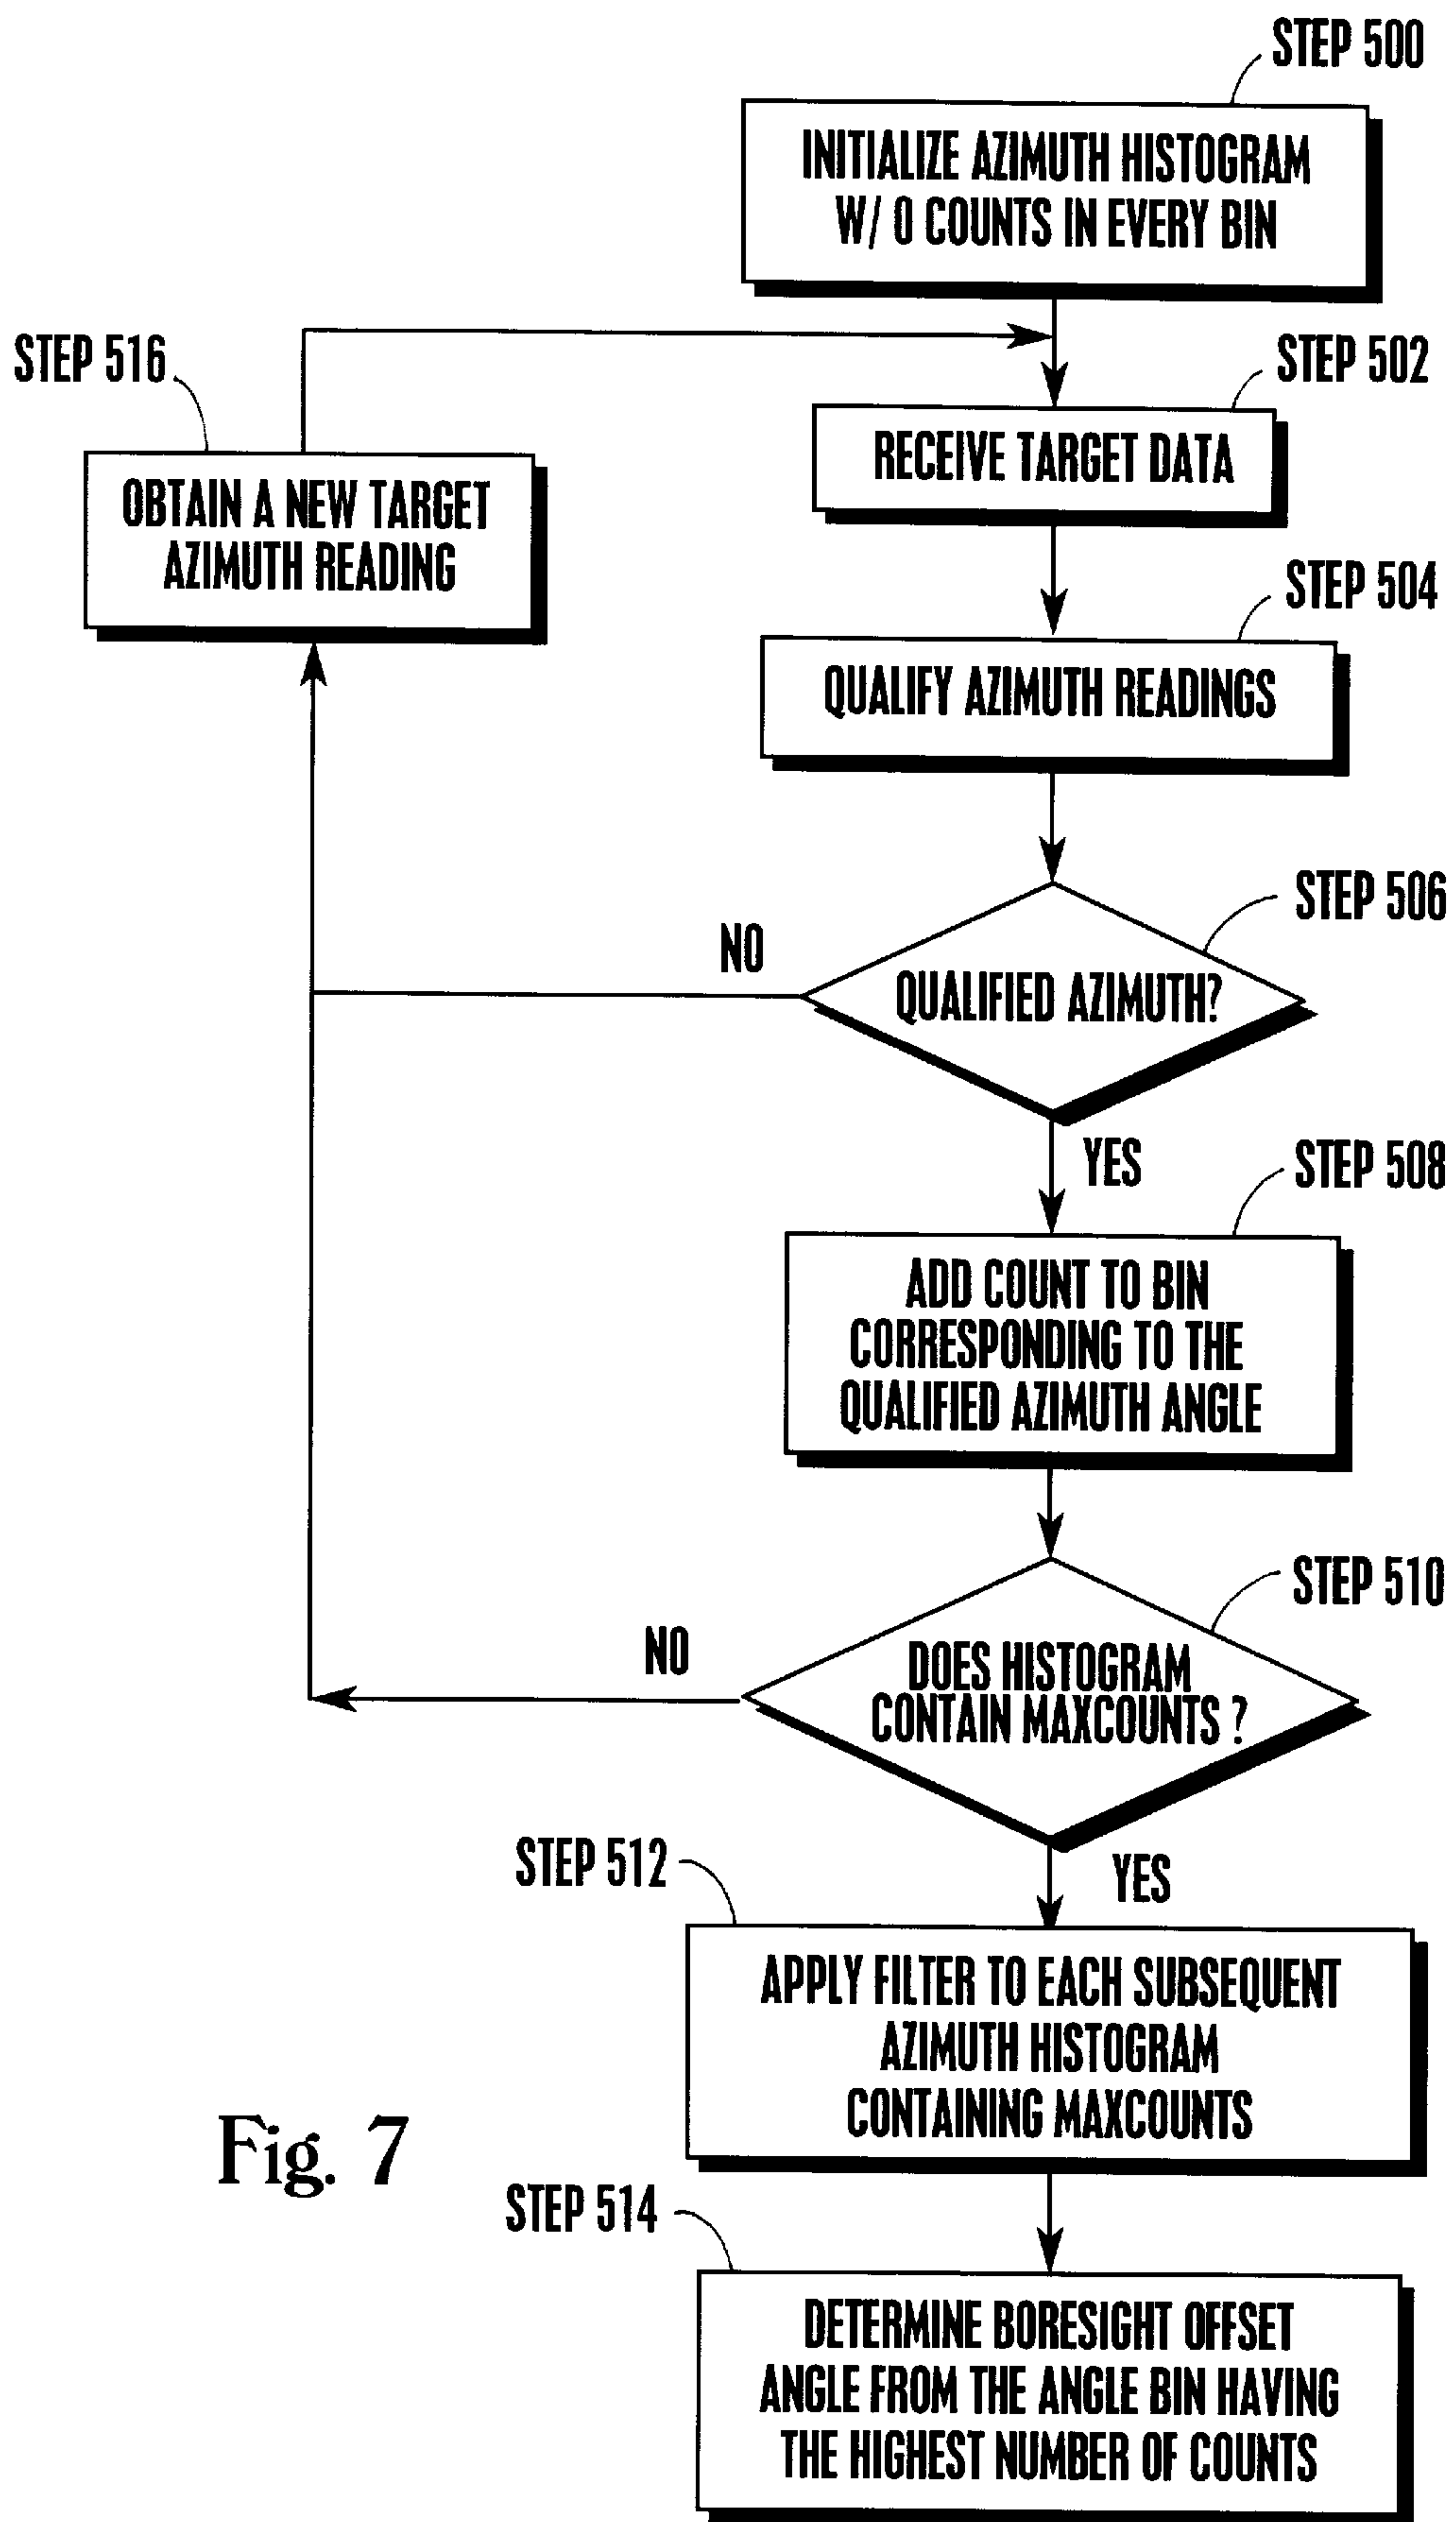 STEP 500
INITIALIZE AZIMUTH HISTOGRAM
W/ 0 COUNTS IN EVERY BIN
STEP 516
OBTAIN A NEW TARGET
AZIMUTH READING
STEP 502
RECEIVE TARGET DATA
STEP 504
QUALIFY AZIMUTH READINGS
STEP 506
NO
QUALIFIED AZIMUTH?
YES
STEP 508
ADD COUNT TO BIN
CORRESPONDING TO THE
QUALIFIED AZIMUTH ANGLE
STEP 510
NO
DOES HISTOGRAM
CONTAIN MAXCOUNTS ?
YES
STEP 512
APPLY FILTER TO EACH SUBSEQUENT
AZIMUTH HISTOGRAM
CONTAINING MAXCOUNTS
Fig. 7
STEP 514
DETERMINE BORESIGHT OFFSET
ANGLE FROM THE ANGLE BIN HAVING
THE HIGHEST NUMBER OF COUNTS